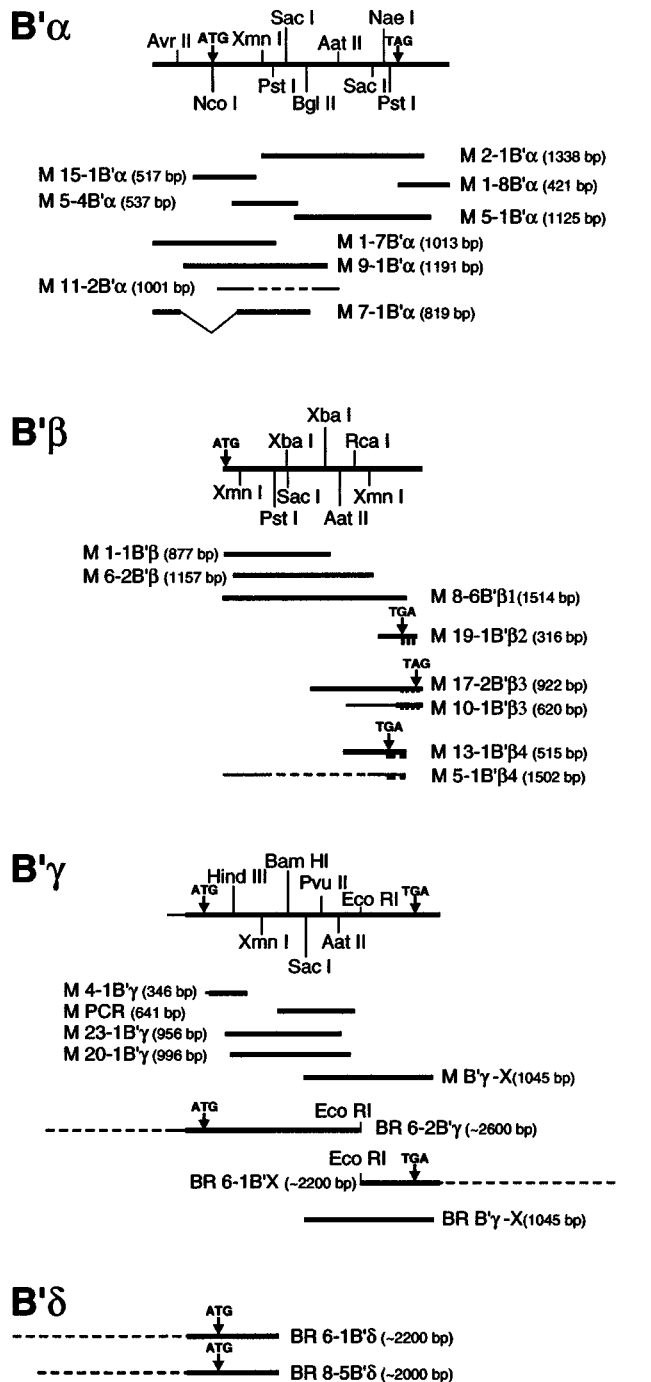 B'α
Sac I
Nae I
Avr II
ATG
Xmn I
Aat II
TAG
Pst I
Sac I
Nco I
Bgl II
Pst I
M 2-1B'α (1338 bp)
M 15-1B'α (517 bp)
M 1-8B'α (421 bp)
M 5-4B'α (537 bp)
M 5-1B'α (1125 bp)
M 1-7B'α (1013 bp)
M 9-1B'α (1191 bp)
M 11-2B'α (1001 bp)
M 7-1B'α (819 bp)
B'β
Xba I
ATG
Xba I
Rca I
Xmn I
Sac I
Xmn I
Pst I
Aat II
M 1-1B'β (877 bp)
M 6-2B'β (1157 bp)
M 8-6B'β1(1514 bp)
TGA
M 19-1B'β2 (316 bp)
TAG
M 17-2B'β3 (922 bp)
M 10-1B'β3 (620 bp)
TGA
M 13-1B'β4 (515 bp)
M 5-1B'β4 (1502 bp)
B'γ
Bam HI
Hind III
Pvu II
ATG
Eco RI
TGA
Xmn I
Aat II
Sac I
M 4-1B'γ (346 bp)
M PCR (641 bp)
M 23-1B'γ (956 bp)
M 20-1B'γ (996 bp)
M B'γ-X(1045 bp)
ATG
Eco RI
BR 6-2B'γ (~2600 bp)
Eco RI
TGA
BR 6-1B'X (~2200 bp)
BR B'γ-X(1045 bp)
B'δ
ATG
BR 6-1B'δ (~2200 bp)
ATG
BR 8-5B'δ (~2000 bp)